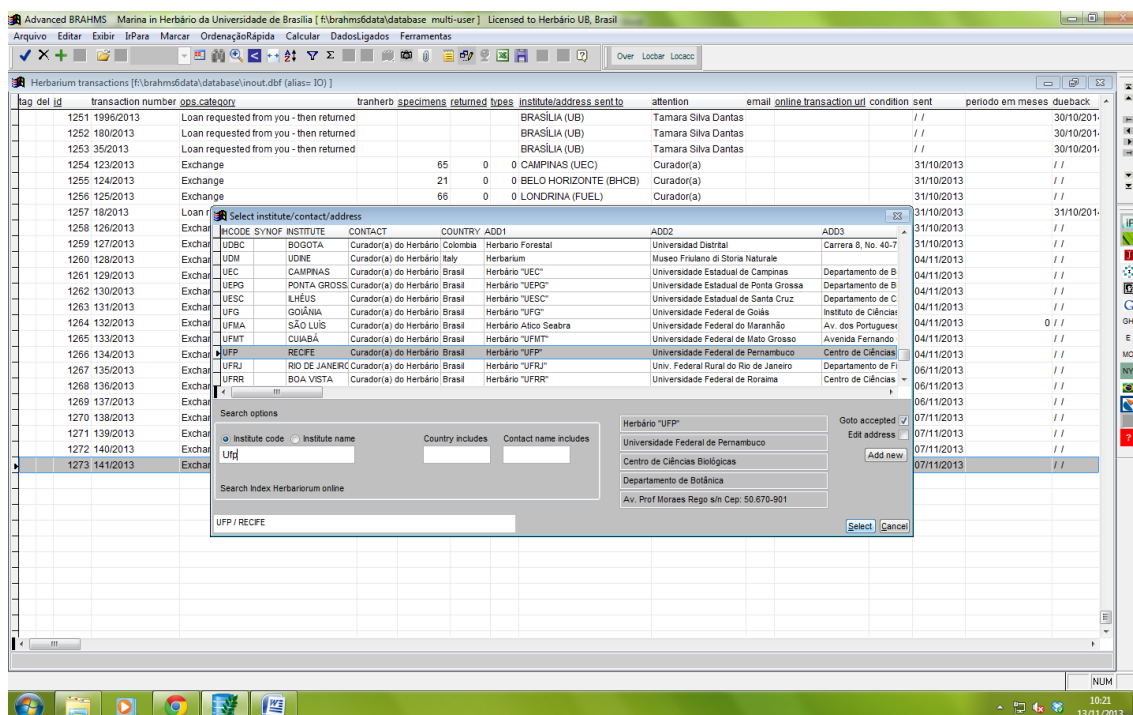 Advanced BRAHMS Marina in Herbário da Universidade de Brasília [ f:\brahms6data\database multi-user ] Licensed to Herbário UB, Brasil
Arquivo Editar Exibir IrPara Marcar OrdenaçãoRápida Calcular DadosLigados Ferramentas
Over Locbar Locacc
Herbarium transactions [f:\brahms6data\database\inout.dbf (alias= IO) ]
tag del id transaction number ops.category tranherb specimens returned types institute/address sent to attention email online transaction url condition sent período em meses dueback
1251 1996/2013 Loan requested from you - then returned BRASÍLIA (UB) Tamara Silva Dantas / / 30/10/201
1252 180/2013 Loan requested from you - then returned BRASÍLIA (UB) Tamara Silva Dantas / / 30/10/201
1253 35/2013 Loan requested from you - then returned BRASÍLIA (UB) Tamara Silva Dantas / / 30/10/201
1254 123/2013 Exchange 65 0 0 CAMPINAS (UEC) Curador(a) 31/10/2013 / /
1255 124/2013 Exchange 21 0 0 BELO HORIZONTE (BHCB) Curador(a) 31/10/2013 / /
1256 125/2013 Exchange 66 0 0 LONDRINA (FUEL) Curador(a) 31/10/2013 / /
1257 18/2013 Loan r 31/10/2013 31/10/201
1258 126/2013 Exchar 31/10/2013 / /
1259 127/2013 Exchar 31/10/2013 / /
1260 128/2013 Exchar 04/11/2013 / /
1261 129/2013 Exchar 04/11/2013 / /
1262 130/2013 Exchar 04/11/2013 / /
1263 131/2013 Exchar 04/11/2013 / /
1264 132/2013 Exchar 04/11/2013 0 / /
1265 133/2013 Exchar 04/11/2013 / /
1266 134/2013 Exchar 04/11/2013 / /
1267 135/2013 Exchar 06/11/2013 / /
1268 136/2013 Exchar 06/11/2013 / /
1269 137/2013 Exchar 06/11/2013 / /
1270 138/2013 Exchar 07/11/2013 / /
1271 139/2013 Exchar 07/11/2013 / /
1272 140/2013 Exchar 07/11/2013 / /
1273 141/2013 Exchar 07/11/2013 / /
Select institute/contact/address
IHCODE SYNOF INSTITUTE CONTACT COUNTRY ADD1 ADD2 ADD3
UDBC BOGOTA Curador(a) do Herbário Colombia Herbario Forestal Universidad Distrital Carrera 8, No. 40-7
UDM UDINE Curador(a) do Herbário Italy Herbarium Museo Friulano di Storia Naturale
UEC CAMPINAS Curador(a) do Herbário Brasil Herbário "UEC" Universidade Estadual de Campinas Departamento de B
UEPG PONTA GROSS Curador(a) do Herbário Brasil Herbário "UEPG" Universidade Estadual de Ponta Grossa Departamento de B
UESC ILHÉUS Curador(a) do Herbário Brasil Herbário "UESC" Universidade Estadual de Santa Cruz Departamento de C
UFG GOIÂNIA Curador(a) do Herbário Brasil Herbário "UFG" Universidade Federal de Goiás Instituto de Ciências
UFMA SÃO LUÍS Curador(a) do Herbário Brasil Herbário Atico Seabra Universidade Federal do Maranhão Av. dos Portugues
UFMT CUIABÁ Curador(a) do Herbário Brasil Herbário "UFMT" Universidade Federal de Mato Grosso Avenida Fernando
UFP RECIFE Curador(a) do Herbário Brasil Herbário "UFP" Universidade Federal de Pernambuco Centro de Ciências
UFRJ RIO DE JANEIRO Curador(a) do Herbário Brasil Herbário "UFRJ" Univ. Federal Rural do Rio de Janeiro Departamento de Fi
UFRR BOA VISTA Curador(a) do Herbário Brasil Herbário "UFRR" Universidade Federal de Roraima Centro de Ciências
Search options
Institute code Institute name Country includes Contact name includes
Ufp
Search Index Herbariorum online
UFP / RECIFE
Herbário "UFP"
Universidade Federal de Pernambuco
Centro de Ciências Biológicas
Departamento de Botânica
Av. Prof Moraes Rego s/n Cep: 50.670-901
Goto accepted
Edit address
Add new
Select Cancel
iF
J
G
GH
E
MO
NY
?
NUM
10:21
13/11/2013